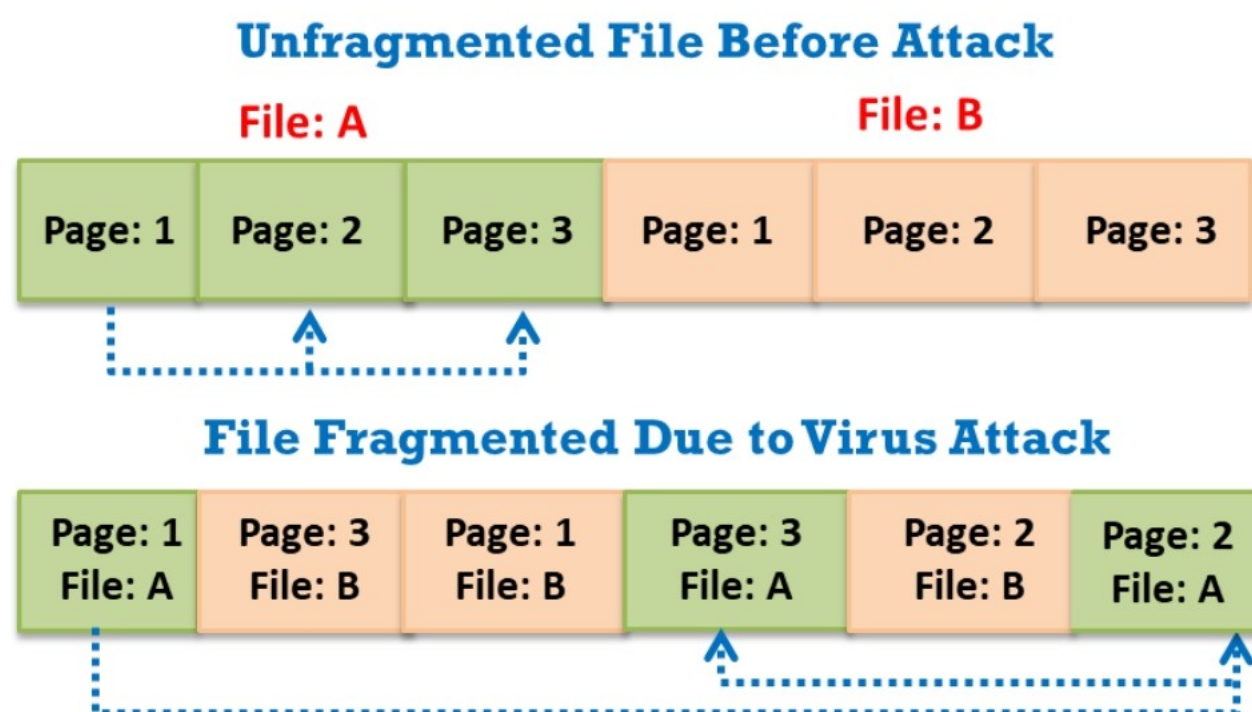 Unfragmented File Before Attack
File: A
File: B
Page: 1
Page: 2
Page: 3
Page: 1
Page: 2
Page: 3
File Fragmented Due to Virus Attack
Page: 1
File: A
Page: 3
File: B
Page: 1
File: B
Page: 3
File: A
Page: 2
File: B
Page: 2
File: A